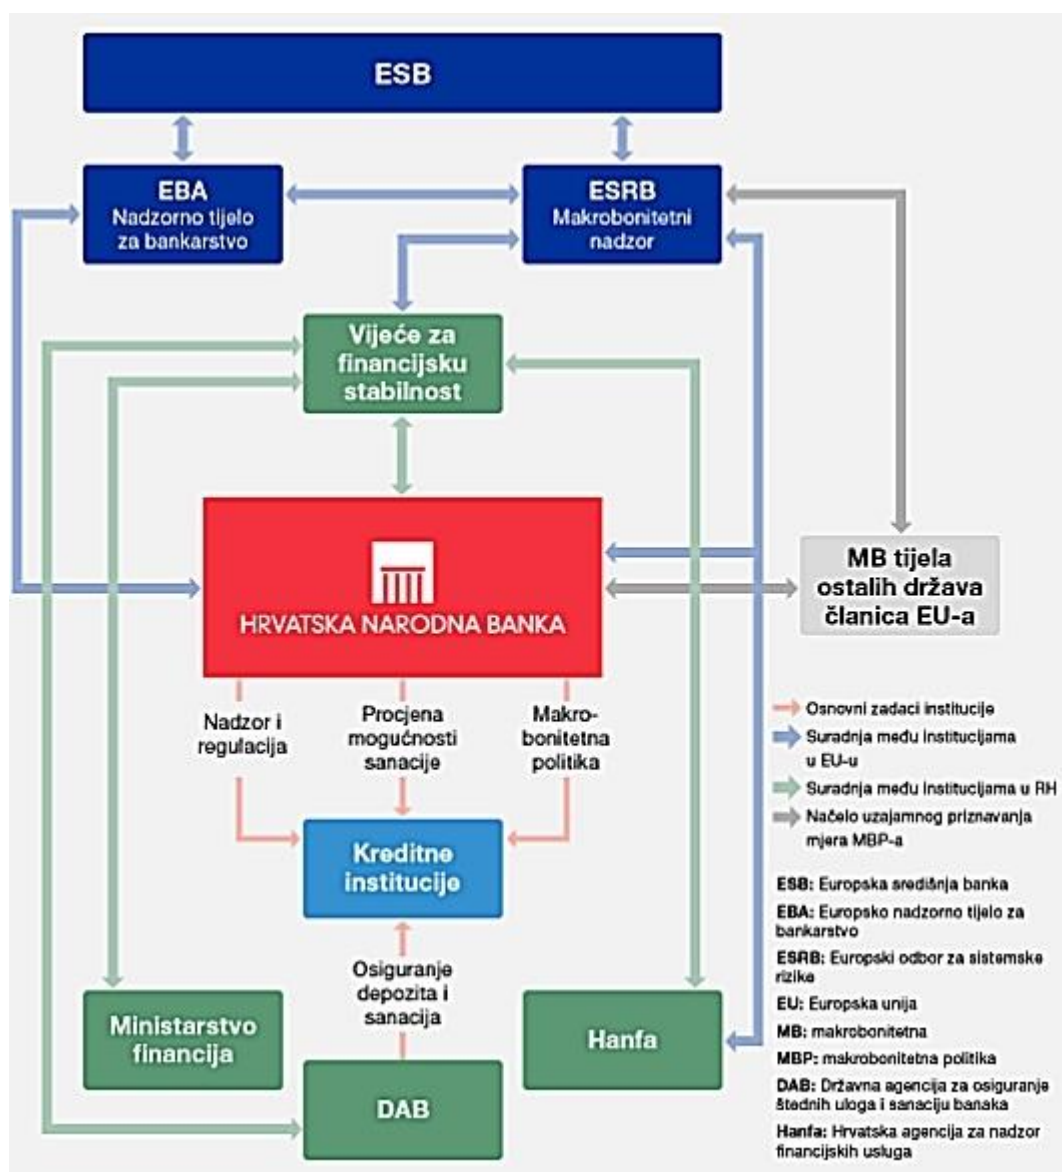 ESB
EBA
Nadzorno tijelo
za bankarstvo
ESRB
Makrobonitetni
nadzor
Vijeće za
financijsku
stabilnost
HRVATSKA NARODNA BANKA
MB tijela
ostalih država
članica EU-a
Nadzor i
regulacija
Procjena
mogućnosti
sanacije
Makro-
bonitetna
politika
Kreditne
institucije
Osiguranje
depozita i
sanacija
Ministarstvo
financija
DAB
Hanfa
Osnovni zadaci institucije
Suradnja među institucijama
u EU-u
Suradnja među institucijama u RH
Načelo uzajamnog priznavanja
mjera MBP-a
ESB: Europska središnja banka
EBA: Europsko nadzorno tijelo za
bankarstvo
ESRB: Europski odbor za sistemske
rizike
EU: Europska unija
MB: makrobonitetna
MBP: makrobonitetna politika
DAB: Državna agencija za osiguranje
štednih uloga i sanaciju banaka
Hanfa: Hrvatska agencija za nadzor
financijskih usluga